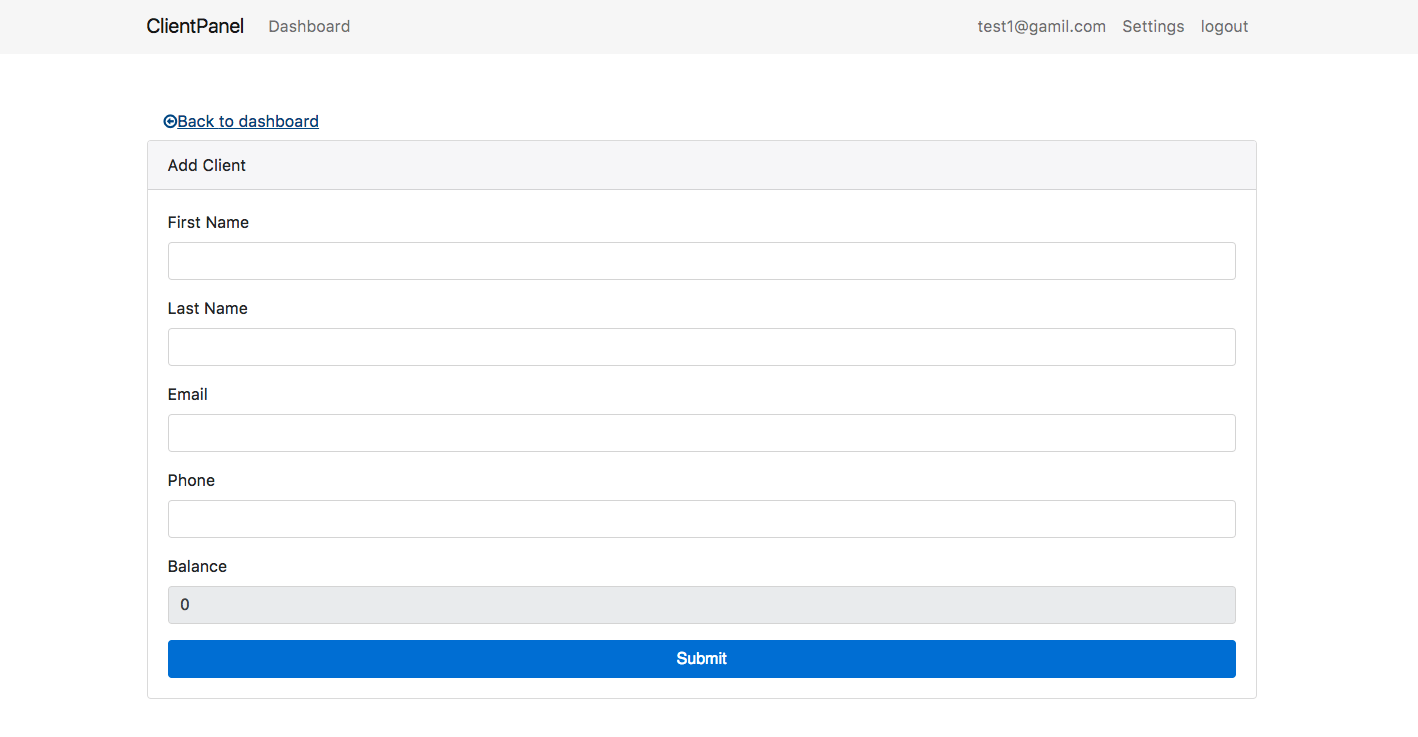 ClientPanel Dashboard test1@gamil.com Settings logout
Back to dashboard
Add Client
First Name
Last Name
Email
Phone
Balance
0
Submit